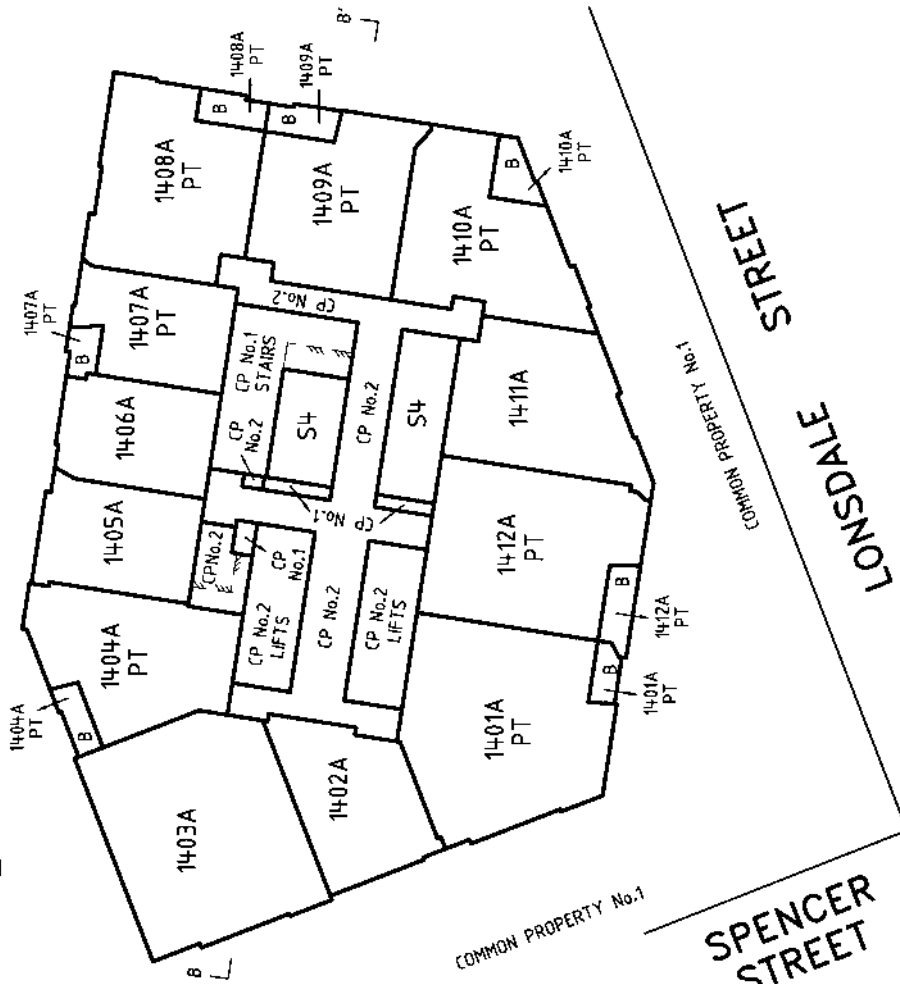 B'
1408A
PT
1409A
PT
B
B
1408A
PT
1409A
PT
1410A
PT
B
1410A
PT
1407A
PT
B
1407A
PT
CP No.2
CP No.1
STAIRS
CP
No.2
S4
CP No.2
S4
1406A
1411A
1405A
CP No.1
CPNo.2
CP
No.1
1412A
PT
B
1412A
PT
1404A
PT
B
1404A
PT
CP No.2
LIFTS
CP No.2
CP No.2
LIFTS
1401A
PT
B
1401A
PT
1403A
1402A
B
COMMON PROPERTY No.1
COMMON PROPERTY No.1
LONSDALE STREET
SPENCER
STREET